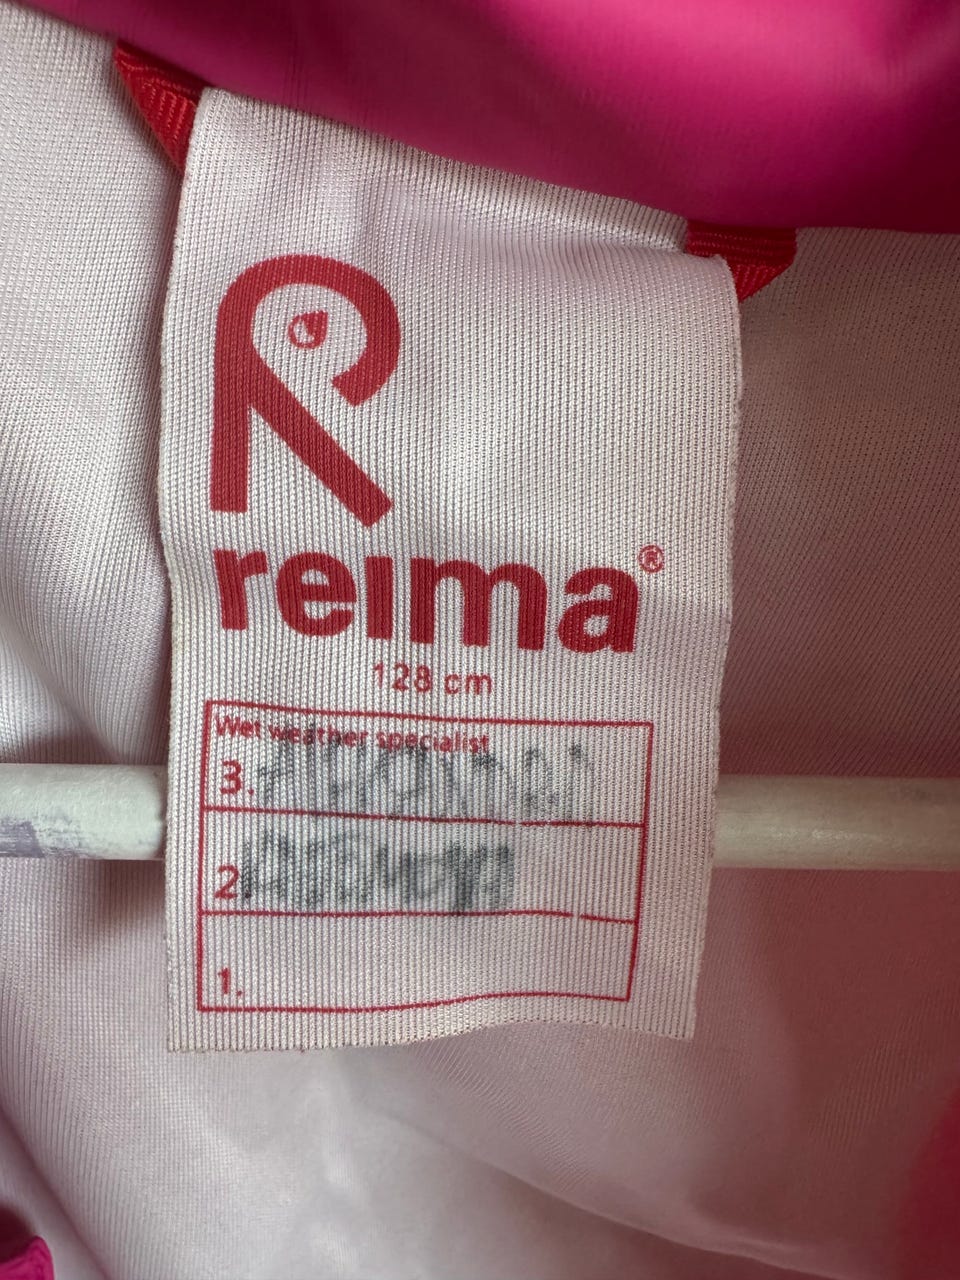 reima®
128 cm
Wet weather specialist
3.
2
1.